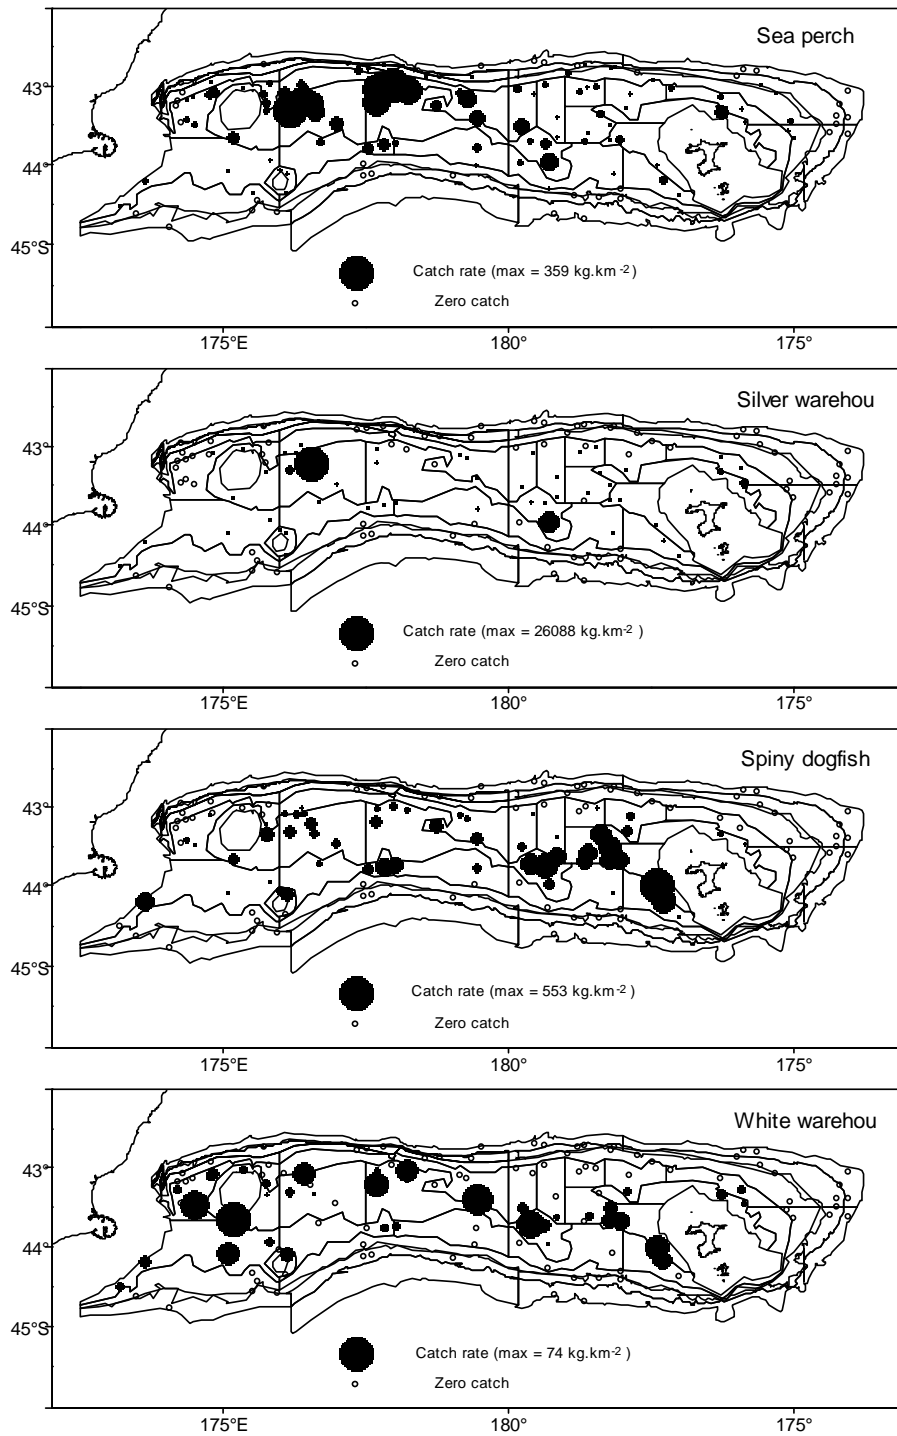 Sea perch
43°
44°
45°S
Catch rate (max = 359 kg.km-2)
Zero catch
175°E 180° 175°
Silver warehou
43°
44°
45°S
Catch rate (max = 26088 kg.km-2 )
Zero catch
175°E 180° 175°
Spiny dogfish
43°
44°
45°S
Catch rate (max = 553 kg.km-2 )
Zero catch
175°E 180° 175°
White warehou
43°
44°
45°S
Catch rate (max = 74 kg.km-2 )
Zero catch
175°E 180° 175°